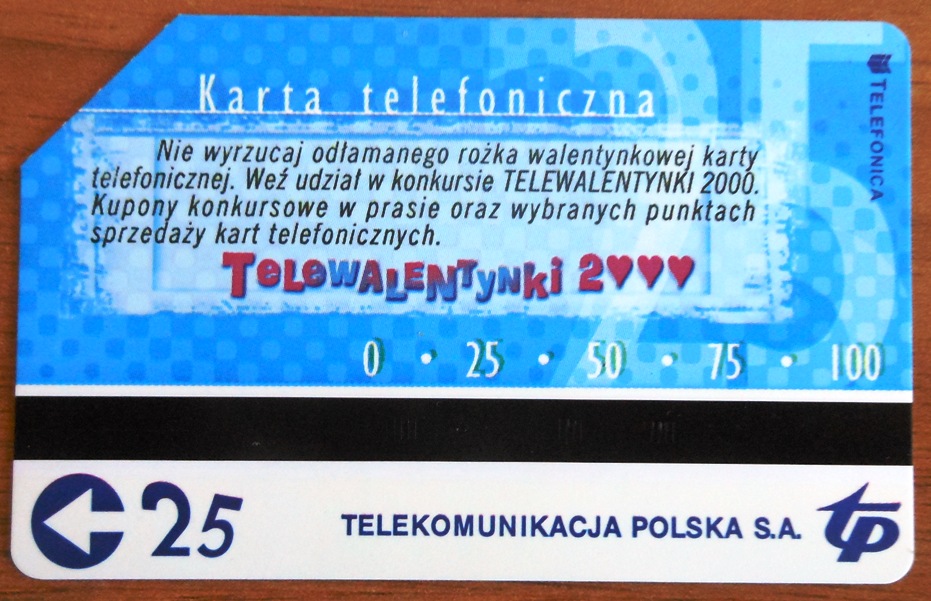 Karta telefoniczna
Nie wyrzucaj odłamanego rożka walentynkowej karty
telefonicznej. Weź udział w konkursie TELEWALENTYNKI 2000.
Kupony konkursowe w prasie oraz wybranych punktach
sprzedaży kart telefonicznych.
TELEWALENTYNKi 2♥♥♥
TELEFONICA
0 • 25 • 50 • 75 • 100
25
TELEKOMUNIKACJA POLSKA S.A. tp